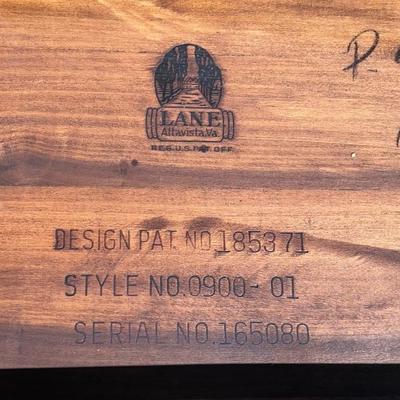 P.
LANE
Altavista, Va.
REG. U.S. PAT. OFF.
DESIGN PAT. NO. 185371
STYLE NO. 0900-01
SERIAL NO. 165080